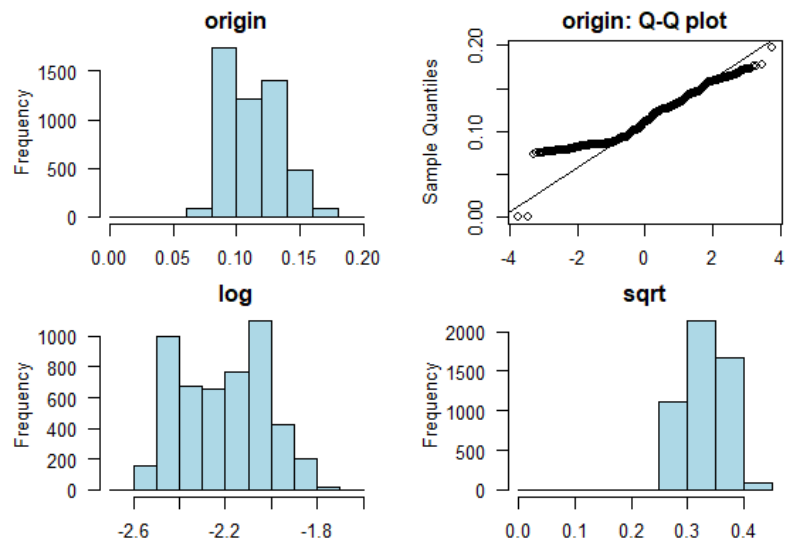 origin
Frequency
1500
1000
500
0
0.00 0.05 0.10 0.15 0.20
origin: Q-Q plot
Sample Quantiles
0.20
0.10
0.00
-4 -2 0 2 4
log
Frequency
1000
800
600
400
200
0
-2.6 -2.2 -1.8
sqrt
Frequency
2000
1500
1000
500
0
0.0 0.1 0.2 0.3 0.4